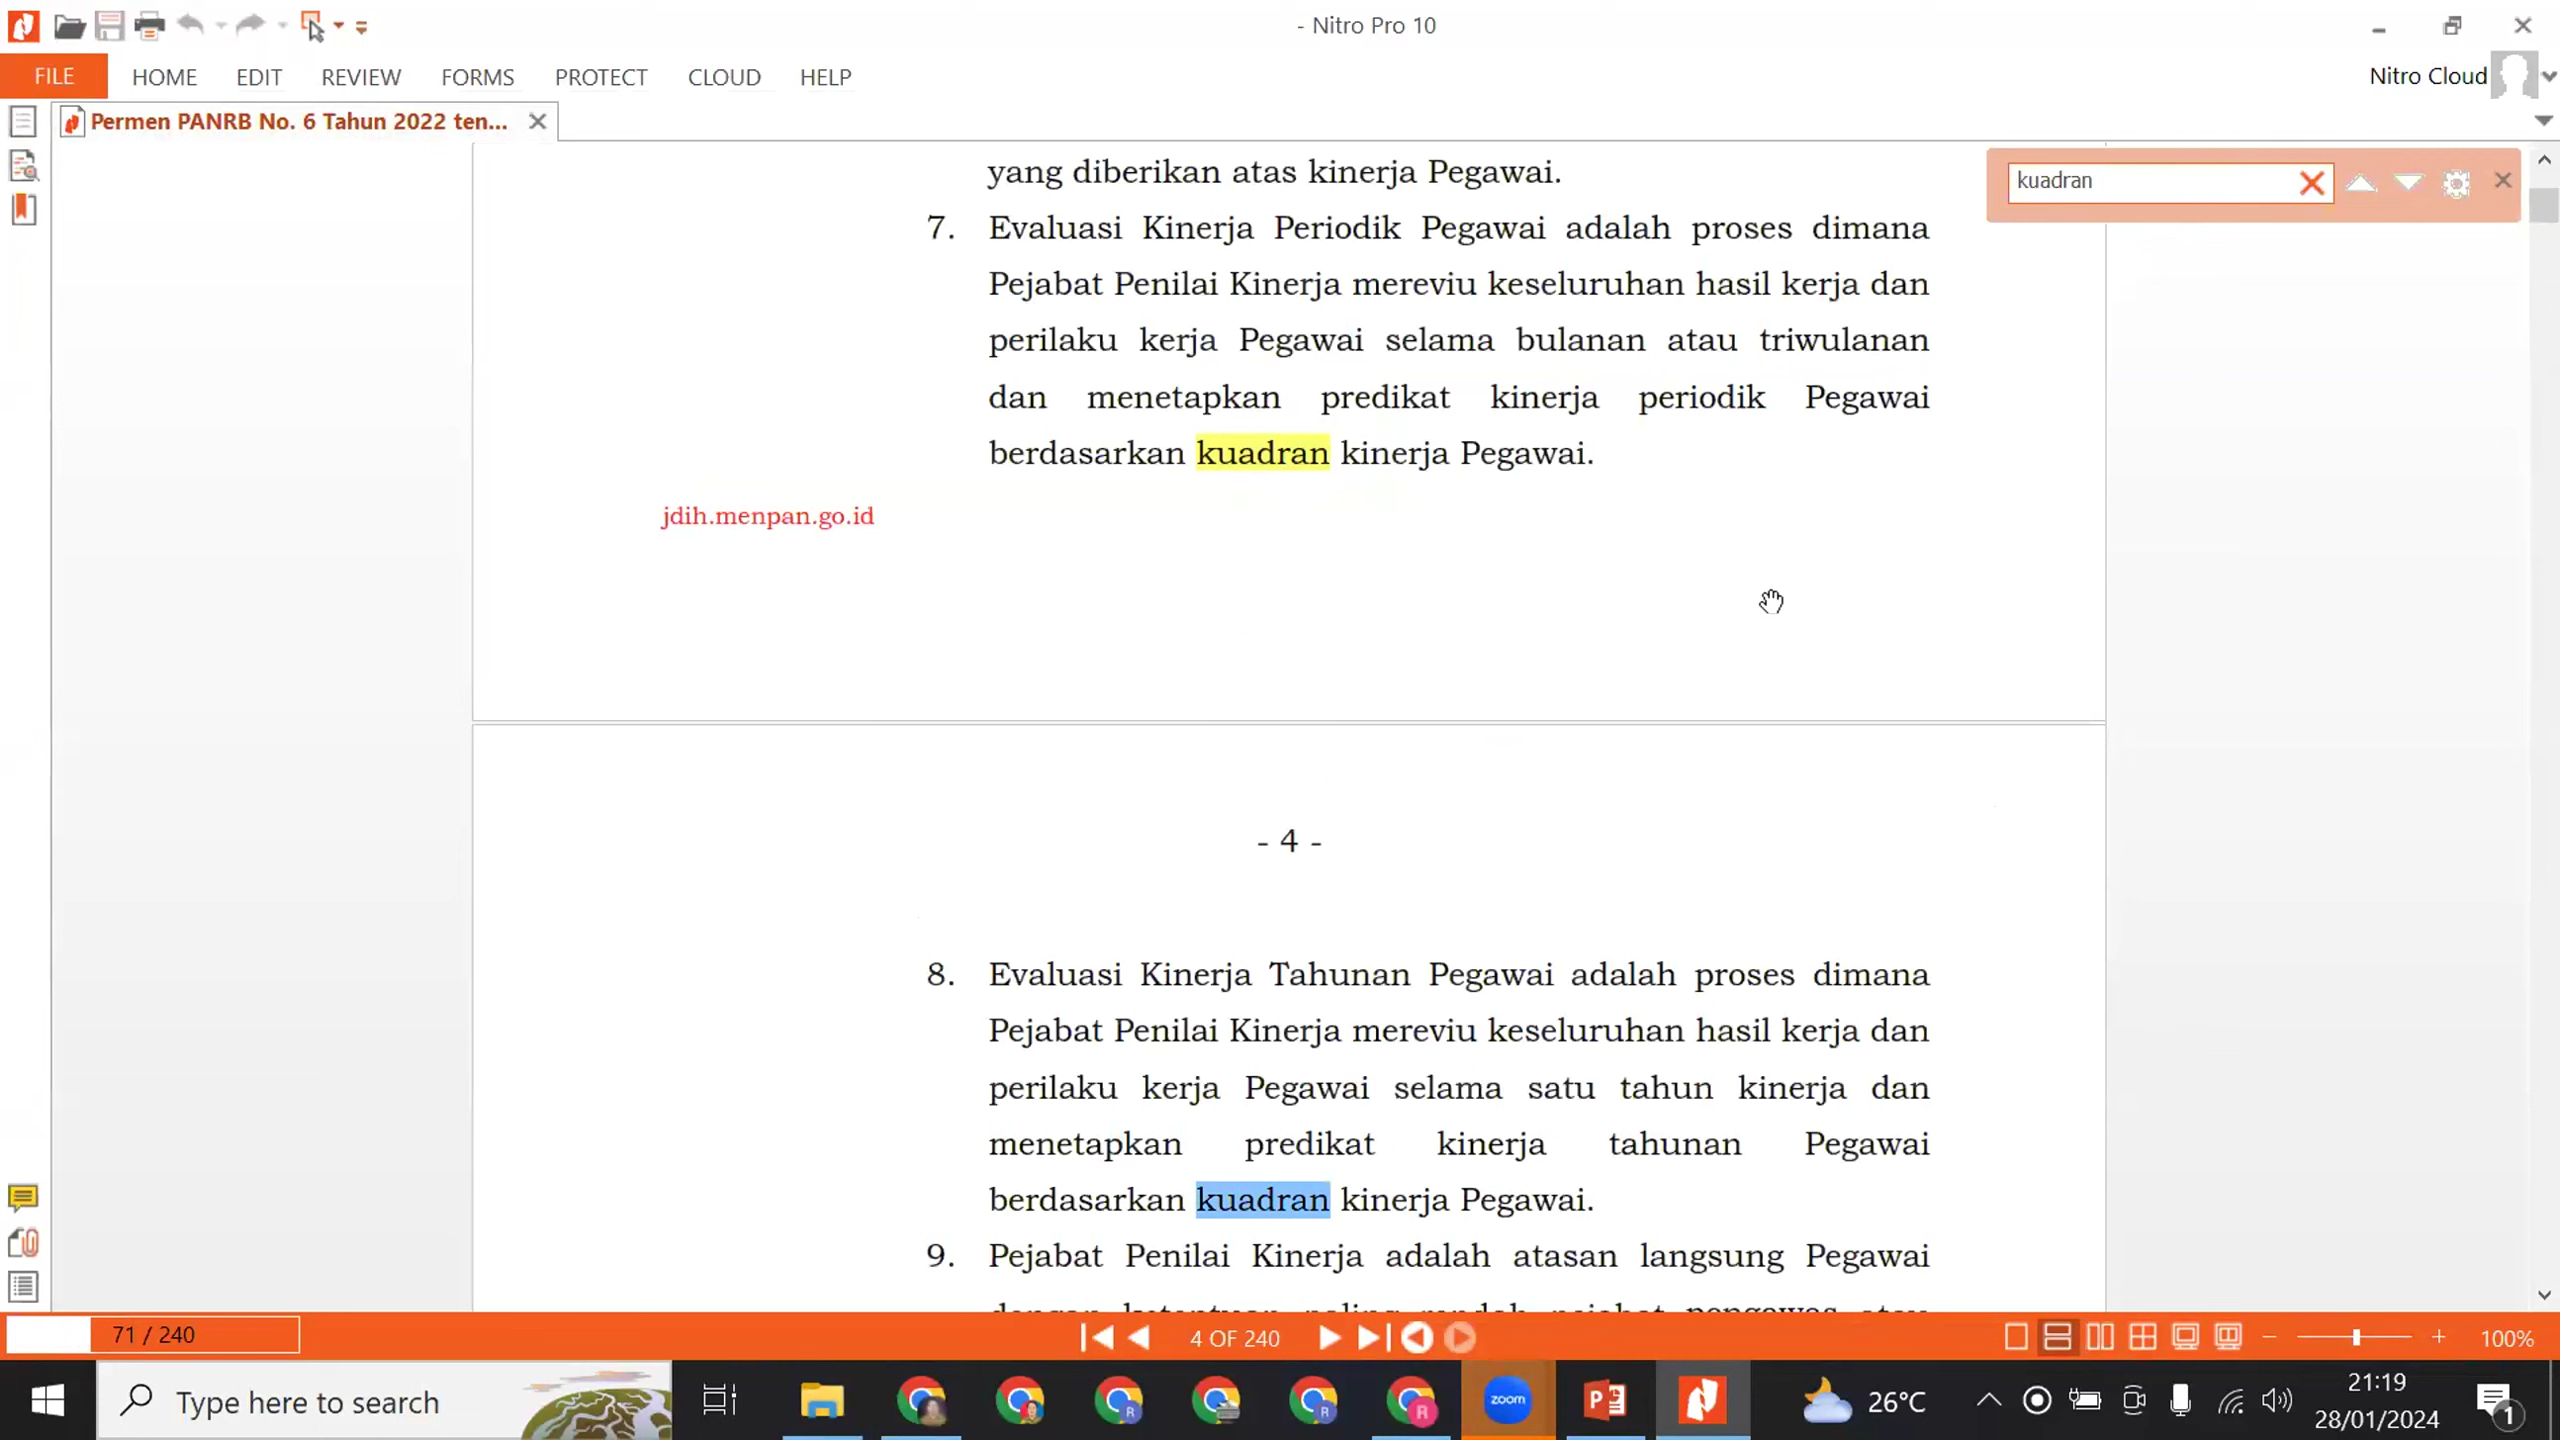 - Nitro Pro 10
FILE HOME EDIT REVIEW FORMS PROTECT CLOUD HELP
Nitro Cloud
Permen PANRB No. 6 Tahun 2022 ten...
kuadran
yang diberikan atas kinerja Pegawai.
7. Evaluasi Kinerja Periodik Pegawai adalah proses dimana
Pejabat Penilai Kinerja mereviu keseluruhan hasil kerja dan
perilaku kerja Pegawai selama bulanan atau triwulanan
dan menetapkan predikat kinerja periodik Pegawai
berdasarkan kuadran kinerja Pegawai.
jdih.menpan.go.id
- 4 -
8. Evaluasi Kinerja Tahunan Pegawai adalah proses dimana
Pejabat Penilai Kinerja mereviu keseluruhan hasil kerja dan
perilaku kerja Pegawai selama satu tahun kinerja dan
menetapkan predikat kinerja tahunan Pegawai
berdasarkan kuadran kinerja Pegawai.
9. Pejabat Penilai Kinerja adalah atasan langsung Pegawai
71 / 240
4 OF 240
100%
Type here to search
zoom
26°C
21:19
28/01/2024
1